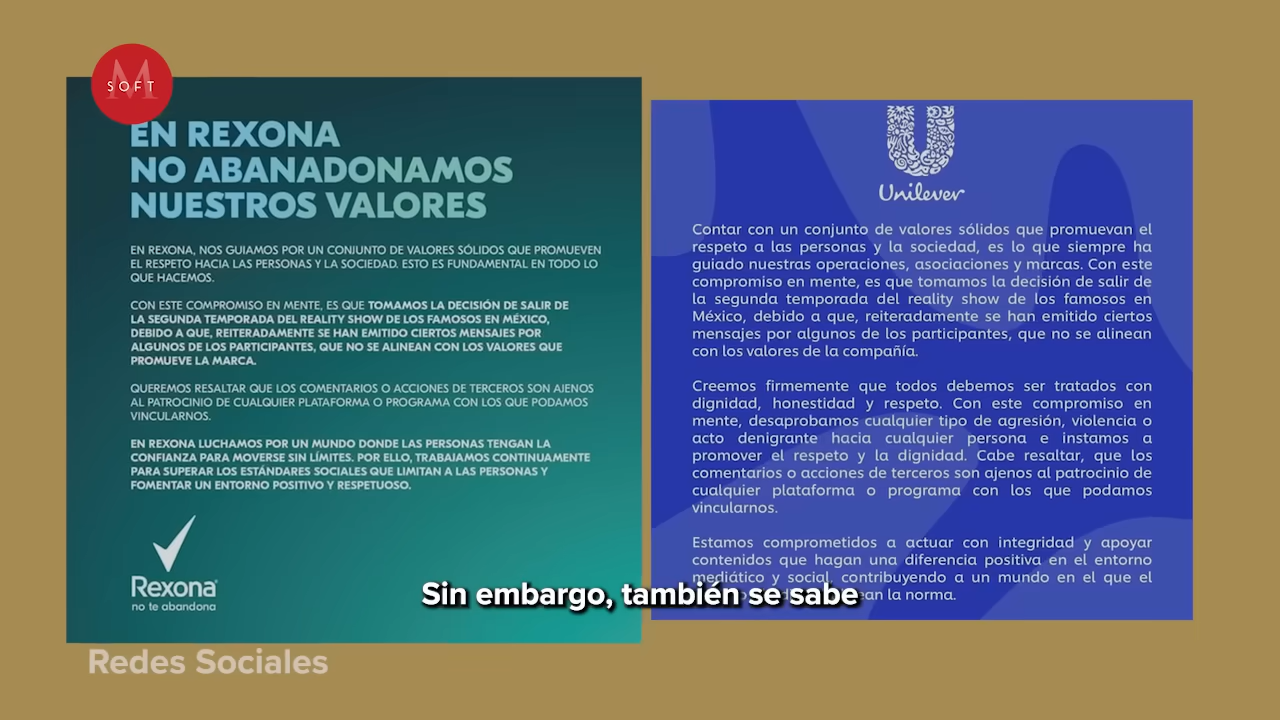 M
SOFT
EN REXONA
NO ABANADONAMOS
NUESTROS VALORES
EN REXONA, NOS GUIAMOS POR UN CONJUNTO DE VALORES SÓLIDOS QUE PROMUEVEN
EL RESPETO HACIA LAS PERSONAS Y LA SOCIEDAD. ESTO ES FUNDAMENTAL EN TODO LO
QUE HACEMOS.
CON ESTE COMPROMISO EN MENTE, ES QUE TOMAMOS LA DECISIÓN DE SALIR DE
LA SEGUNDA TEMPORADA DEL REALITY SHOW DE LOS FAMOSOS EN MÉXICO,
DEBIDO A QUE, REITERADAMENTE SE HAN EMITIDO CIERTOS MENSAJES POR
ALGUNOS DE LOS PARTICIPANTES, QUE NO SE ALINEAN CON LOS VALORES QUE
PROMUEVE LA MARCA.
QUEREMOS RESALTAR QUE LOS COMENTARIOS O ACCIONES DE TERCEROS SON AJENOS
AL PATROCINIO DE CUALQUIER PLATAFORMA O PROGRAMA CON LOS QUE PODAMOS
VINCULARNOS.
EN REXONA LUCHAMOS POR UN MUNDO DONDE LAS PERSONAS TENGAN LA
CONFIANZA PARA MOVERSE SIN LÍMITES. POR ELLO, TRABAJAMOS CONTINUAMENTE
PARA SUPERAR LOS ESTÁNDARES SOCIALES QUE LIMITAN A LAS PERSONAS Y
FOMENTAR UN ENTORNO POSITIVO Y RESPETUOSO.
Rexona
no te abandona
Unilever
Contar con un conjunto de valores sólidos que promuevan el
respeto a las personas y la sociedad, es lo que siempre ha
guiado nuestras operaciones, asociaciones y marcas. Con este
compromiso en mente, es que tomamos la decisión de salir de
la segunda temporada del reality show de los famosos en
México, debido a que, reiteradamente se han emitido ciertos
mensajes por algunos de los participantes, que no se alinean
con los valores de la compañía.
Creemos firmemente que todos debemos ser tratados con
dignidad, honestidad y respeto. Con este compromiso en
mente, desaprobamos cualquier tipo de agresión, violencia o
acto denigrante hacia cualquier persona e instamos a
promover el respeto y la dignidad. Cabe resaltar, que los
comentarios o acciones de terceros son ajenos al patrocinio de
cualquier plataforma o programa con los que podamos
vincularnos.
Estamos comprometidos a actuar con integridad y apoyar
contenidos que hagan una diferencia positiva en el entorno
mediático y social, contribuyendo a un mundo en el que el
la norma.
Sin embargo, también se sabe
Redes Sociales